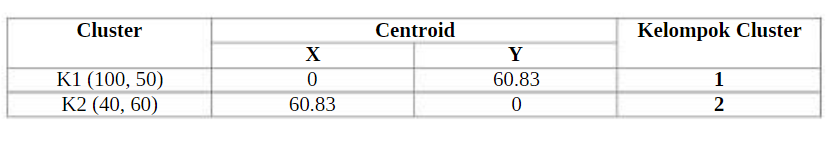 Cluster Centroid Kelompok Cluster
X Y
K1 (100, 50) 0 60.83 1
K2 (40, 60) 60.83 0 2